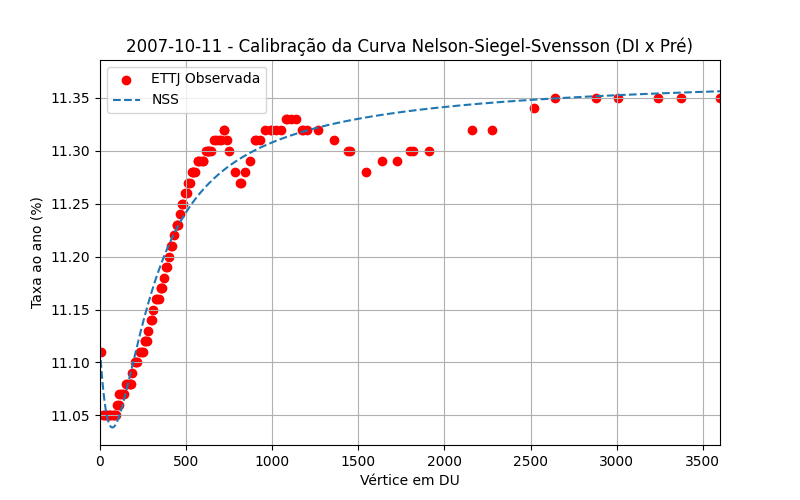 2007-10-11 - Calibração da Curva Nelson-Siegel-Svensson (DI x Pré)
ETTJ Observada
NSS
Taxa ao ano (%)
11.35
11.30
11.25
11.20
11.15
11.10
11.05
0 500 1000 1500 2000 2500 3000 3500
Vértice em DU